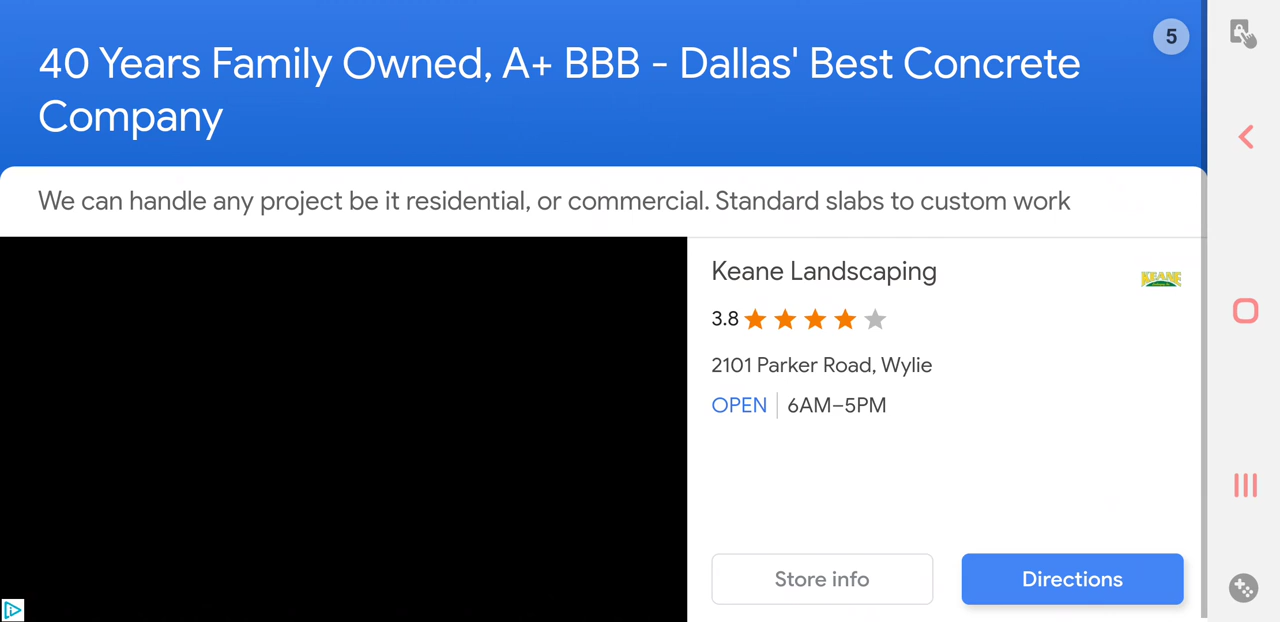 40 Years Family Owned, A+ BBB - Dallas' Best Concrete
Company
5
We can handle any project be it residential, or commercial. Standard slabs to custom work
Keane Landscaping
KEANE
3.8
2101 Parker Road, Wylie
OPEN | 6AM–5PM
Store info
Directions